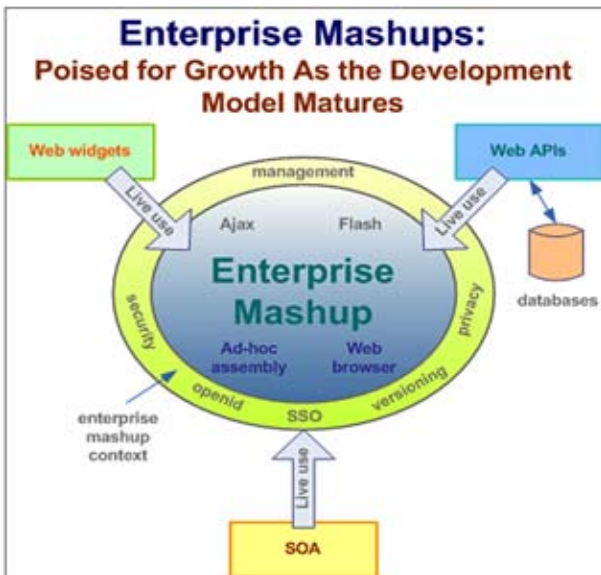 Enterprise Mashups:
Poised for Growth As the Development
Model Matures
Web widgets
Web APIs
management
Live use
Live use
Ajax
Flash
Enterprise
Mashup
databases
security
privacy
Ad-hoc
assembly
Web
browser
openid
versioning
SSO
enterprise
mashup
context
Live use
SOA